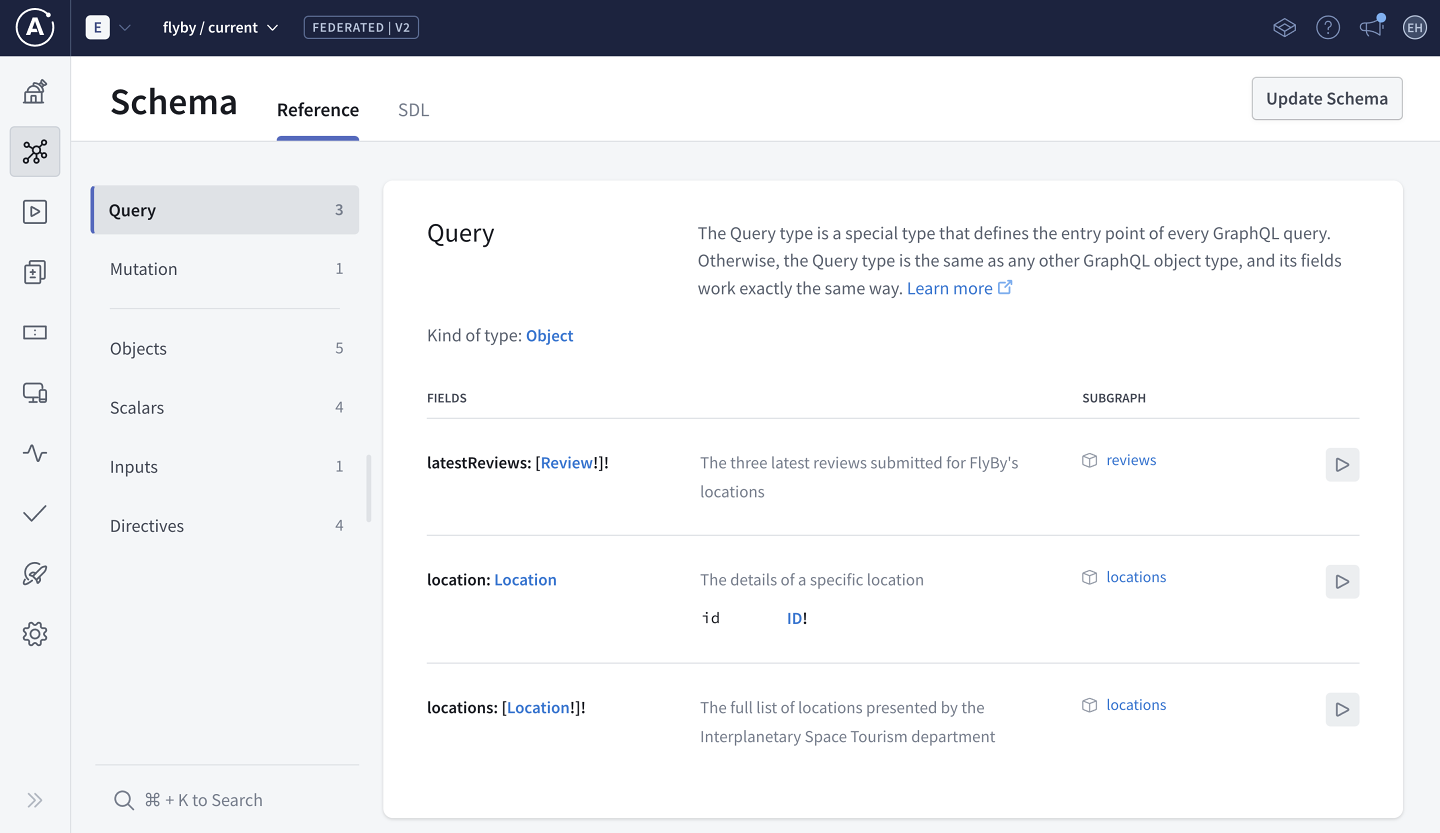 A
E
flyby / current
FEDERATED | V2
?
EH
Schema
Reference
SDL
Update Schema
Query 3
Mutation 1
Objects 5
Scalars 4
Inputs 1
Directives 4
⌘ + K to Search
Query
The Query type is a special type that defines the entry point of every GraphQL query.
Otherwise, the Query type is the same as any other GraphQL object type, and its fields
work exactly the same way. Learn more
Kind of type: Object
FIELDS SUBGRAPH
latestReviews: [Review!]! The three latest reviews submitted for FlyBy's reviews
locations
location: Location The details of a specific location locations
id ID!
locations: [Location!]! The full list of locations presented by the locations
Interplanetary Space Tourism department